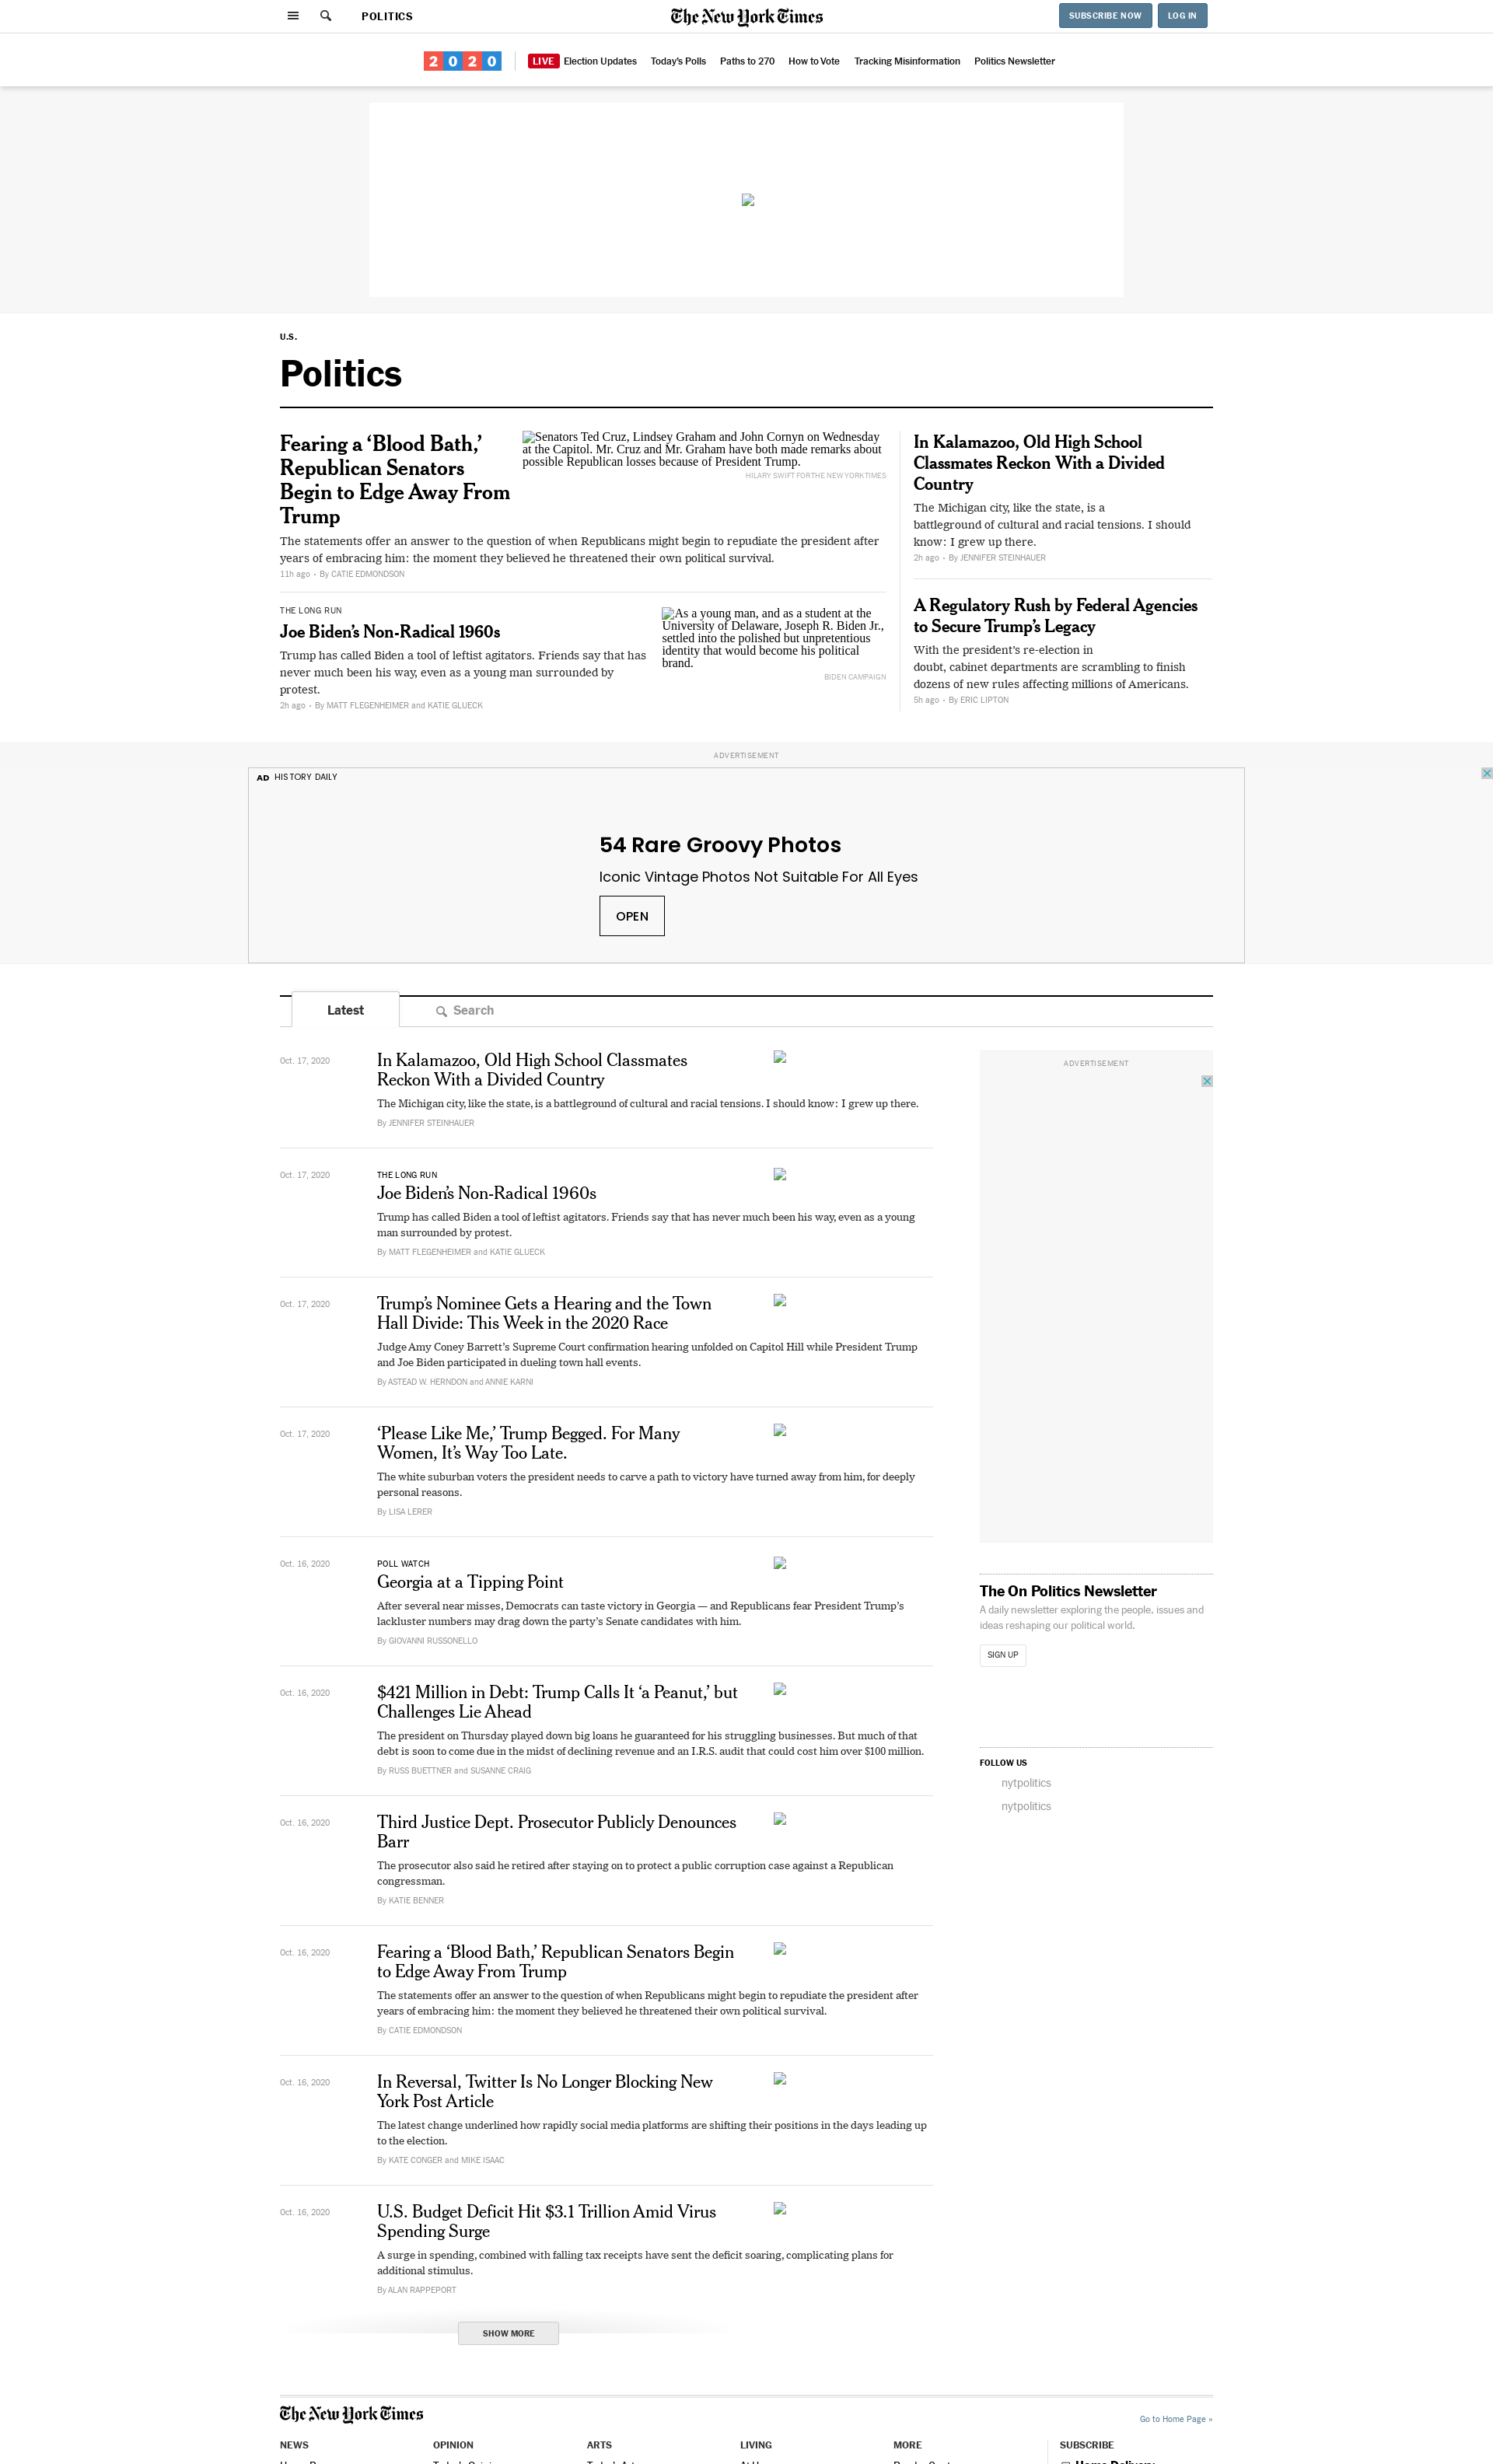 POLITICS
The New York Times
SUBSCRIBE NOW
LOG IN
2020
LIVE Election Updates
Today's Polls
Paths to 270
How to Vote
Tracking Misinformation
Politics Newsletter
U.S.
Politics
Fearing a ‘Blood Bath,’
Republican Senators
Begin to Edge Away From
Trump
Senators Ted Cruz, Lindsey Graham and John Cornyn on Wednesday
at the Capitol. Mr. Cruz and Mr. Graham have both made remarks about
possible Republican losses because of President Trump.
HILARY SWIFT FOR THE NEW YORK TIMES
The statements offer an answer to the question of when Republicans might begin to repudiate the president after
years of embracing him: the moment they believed he threatened their own political survival.
11h ago • By CATIE EDMONDSON
THE LONG RUN
Joe Biden’s Non-Radical 1960s
Trump has called Biden a tool of leftist agitators. Friends say that has
never much been his way, even as a young man surrounded by
protest.
2h ago • By MATT FLEGENHEIMER and KATIE GLUECK
As a young man, and as a student at the
University of Delaware, Joseph R. Biden Jr.,
settled into the polished but unpretentious
identity that would become his political
brand.
BIDEN CAMPAIGN
In Kalamazoo, Old High School
Classmates Reckon With a Divided
Country
The Michigan city, like the state, is a
battleground of cultural and racial tensions. I should
know: I grew up there.
2h ago • By JENNIFER STEINHAUER
A Regulatory Rush by Federal Agencies
to Secure Trump’s Legacy
With the president’s re-election in
doubt, cabinet departments are scrambling to finish
dozens of new rules affecting millions of Americans.
5h ago • By ERIC LIPTON
ADVERTISEMENT
AD HISTORY DAILY
54 Rare Groovy Photos
Iconic Vintage Photos Not Suitable For All Eyes
OPEN
Latest
Search
Oct. 17, 2020
In Kalamazoo, Old High School Classmates
Reckon With a Divided Country
The Michigan city, like the state, is a battleground of cultural and racial tensions. I should know: I grew up there.
By JENNIFER STEINHAUER
Oct. 17, 2020
THE LONG RUN
Joe Biden’s Non-Radical 1960s
Trump has called Biden a tool of leftist agitators. Friends say that has never much been his way, even as a young
man surrounded by protest.
By MATT FLEGENHEIMER and KATIE GLUECK
Oct. 17, 2020
Trump’s Nominee Gets a Hearing and the Town
Hall Divide: This Week in the 2020 Race
Judge Amy Coney Barrett’s Supreme Court confirmation hearing unfolded on Capitol Hill while President Trump
and Joe Biden participated in dueling town hall events.
By ASTEAD W. HERNDON and ANNIE KARNI
Oct. 17, 2020
‘Please Like Me,’ Trump Begged. For Many
Women, It’s Way Too Late.
The white suburban voters the president needs to carve a path to victory have turned away from him, for deeply
personal reasons.
By LISA LERER
Oct. 16, 2020
POLL WATCH
Georgia at a Tipping Point
After several near misses, Democrats can taste victory in Georgia — and Republicans fear President Trump’s
lackluster numbers may drag down the party’s Senate candidates with him.
By GIOVANNI RUSSONELLO
Oct. 16, 2020
$421 Million in Debt: Trump Calls It ‘a Peanut,’ but
Challenges Lie Ahead
The president on Thursday played down big loans he guaranteed for his struggling businesses. But much of that
debt is soon to come due in the midst of declining revenue and an I.R.S. audit that could cost him over $100 million.
By RUSS BUETTNER and SUSANNE CRAIG
Oct. 16, 2020
Third Justice Dept. Prosecutor Publicly Denounces
Barr
The prosecutor also said he retired after staying on to protect a public corruption case against a Republican
congressman.
By KATIE BENNER
Oct. 16, 2020
Fearing a ‘Blood Bath,’ Republican Senators Begin
to Edge Away From Trump
The statements offer an answer to the question of when Republicans might begin to repudiate the president after
years of embracing him: the moment they believed he threatened their own political survival.
By CATIE EDMONDSON
Oct. 16, 2020
In Reversal, Twitter Is No Longer Blocking New
York Post Article
The latest change underlined how rapidly social media platforms are shifting their positions in the days leading up
to the election.
By KATE CONGER and MIKE ISAAC
Oct. 16, 2020
U.S. Budget Deficit Hit $3.1 Trillion Amid Virus
Spending Surge
A surge in spending, combined with falling tax receipts have sent the deficit soaring, complicating plans for
additional stimulus.
By ALAN RAPPEPORT
SHOW MORE
ADVERTISEMENT
The On Politics Newsletter
A daily newsletter exploring the people, issues and
ideas reshaping our political world.
SIGN UP
FOLLOW US
nytpolitics
nytpolitics
The New York Times
Go to Home Page »
NEWS
OPINION
ARTS
LIVING
MORE
SUBSCRIBE